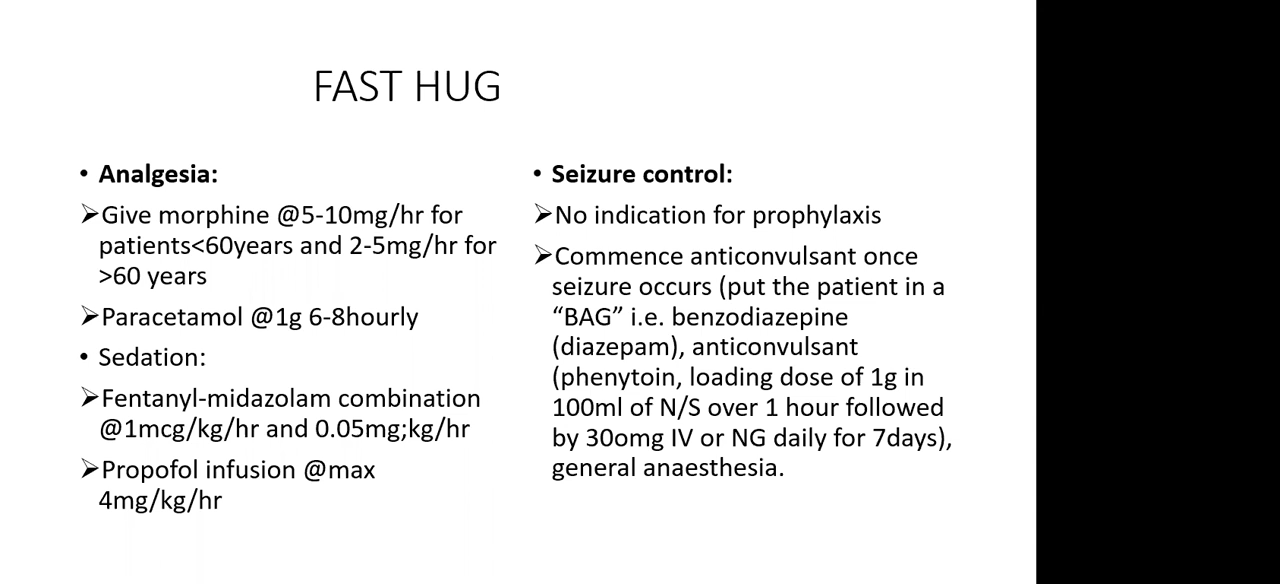 FAST HUG
• Analgesia:
➢Give morphine @5-10mg/hr for
patients<60years and 2-5mg/hr for
>60 years
➢Paracetamol @1g 6-8hourly
• Sedation:
➢Fentanyl-midazolam combination
@1mcg/kg/hr and 0.05mg;kg/hr
➢Propofol infusion @max
4mg/kg/hr
• Seizure control:
➢No indication for prophylaxis
➢Commence anticonvulsant once
seizure occurs (put the patient in a
“BAG” i.e. benzodiazepine
(diazepam), anticonvulsant
(phenytoin, loading dose of 1g in
100ml of N/S over 1 hour followed
by 30omg IV or NG daily for 7days),
general anaesthesia.